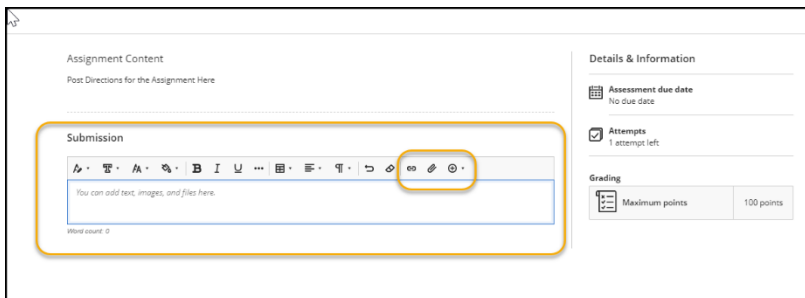 Assignment Content
Post Directions for the Assignment Here
Submission
B I U
You can add text, images, and files here.
Word count: 0
Details & Information
Assessment due date
No due date
Attempts
1 attempt left
Grading
Maximum points
100 points